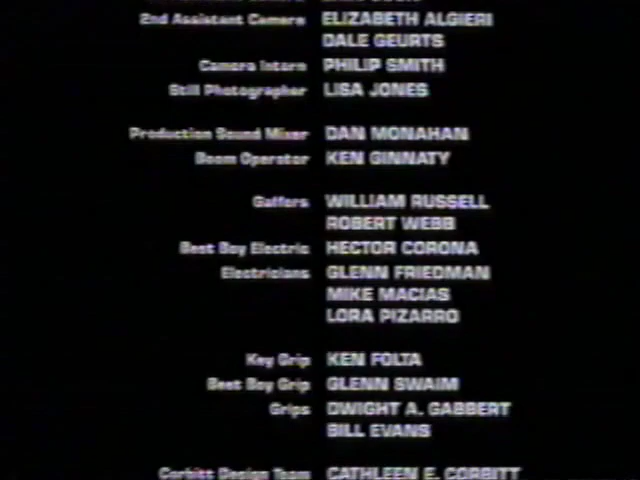 2nd Assistant Camera ELIZABETH ALGIERI
DALE GEURTS
Camera Intern PHILIP SMITH
Still Photographer LISA JONES
Production Sound Mixer DAN MONAHAN
Boom Operator KEN GINNATY
Gaffers WILLIAM RUSSELL
ROBERT WEBB
Best Boy Electric HECTOR CORONA
Electricians GLENN FRIEDMAN
MIKE MACIAS
LORA PIZARRO
Key Grip KEN FOLTA
Best Boy Grip GLENN SWAIM
Grips DWIGHT A. GABBERT
BILL EVANS
Corbitt Design Team CATHLEEN E. CORBITT